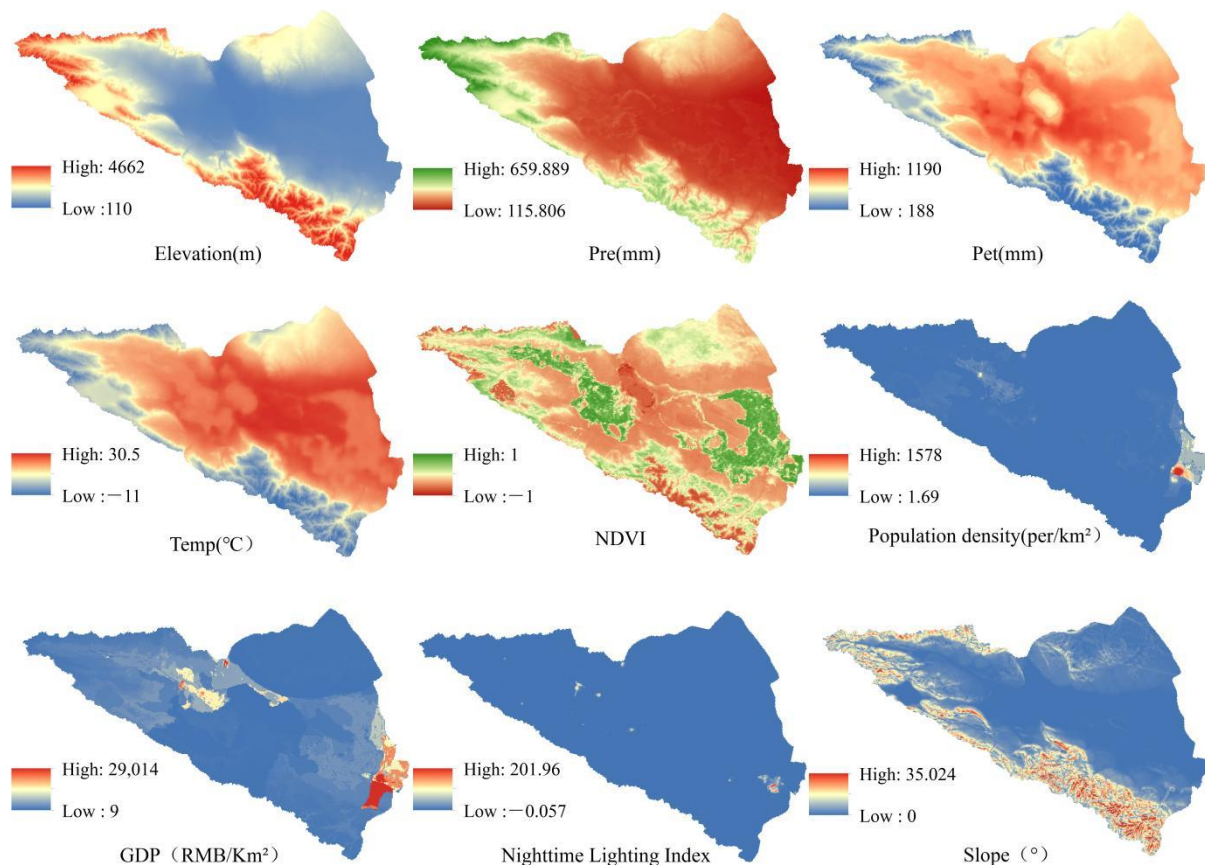 High: 4662
Low :110
Elevation(m)
High: 659.889
Low: 115.806
Pre(mm)
High: 1190
Low : 188
Pet(mm)
High: 30.5
Low :—11
Temp(℃)
High: 1
Low :—1
NDVI
High: 1578
Low : 1.69
Population density(per/km²)
High: 29,014
Low : 9
GDP（RMB/Km²）
High: 201.96
Low :—0.057
Nighttime Lighting Index
High: 35.024
Low : 0
Slope (°)